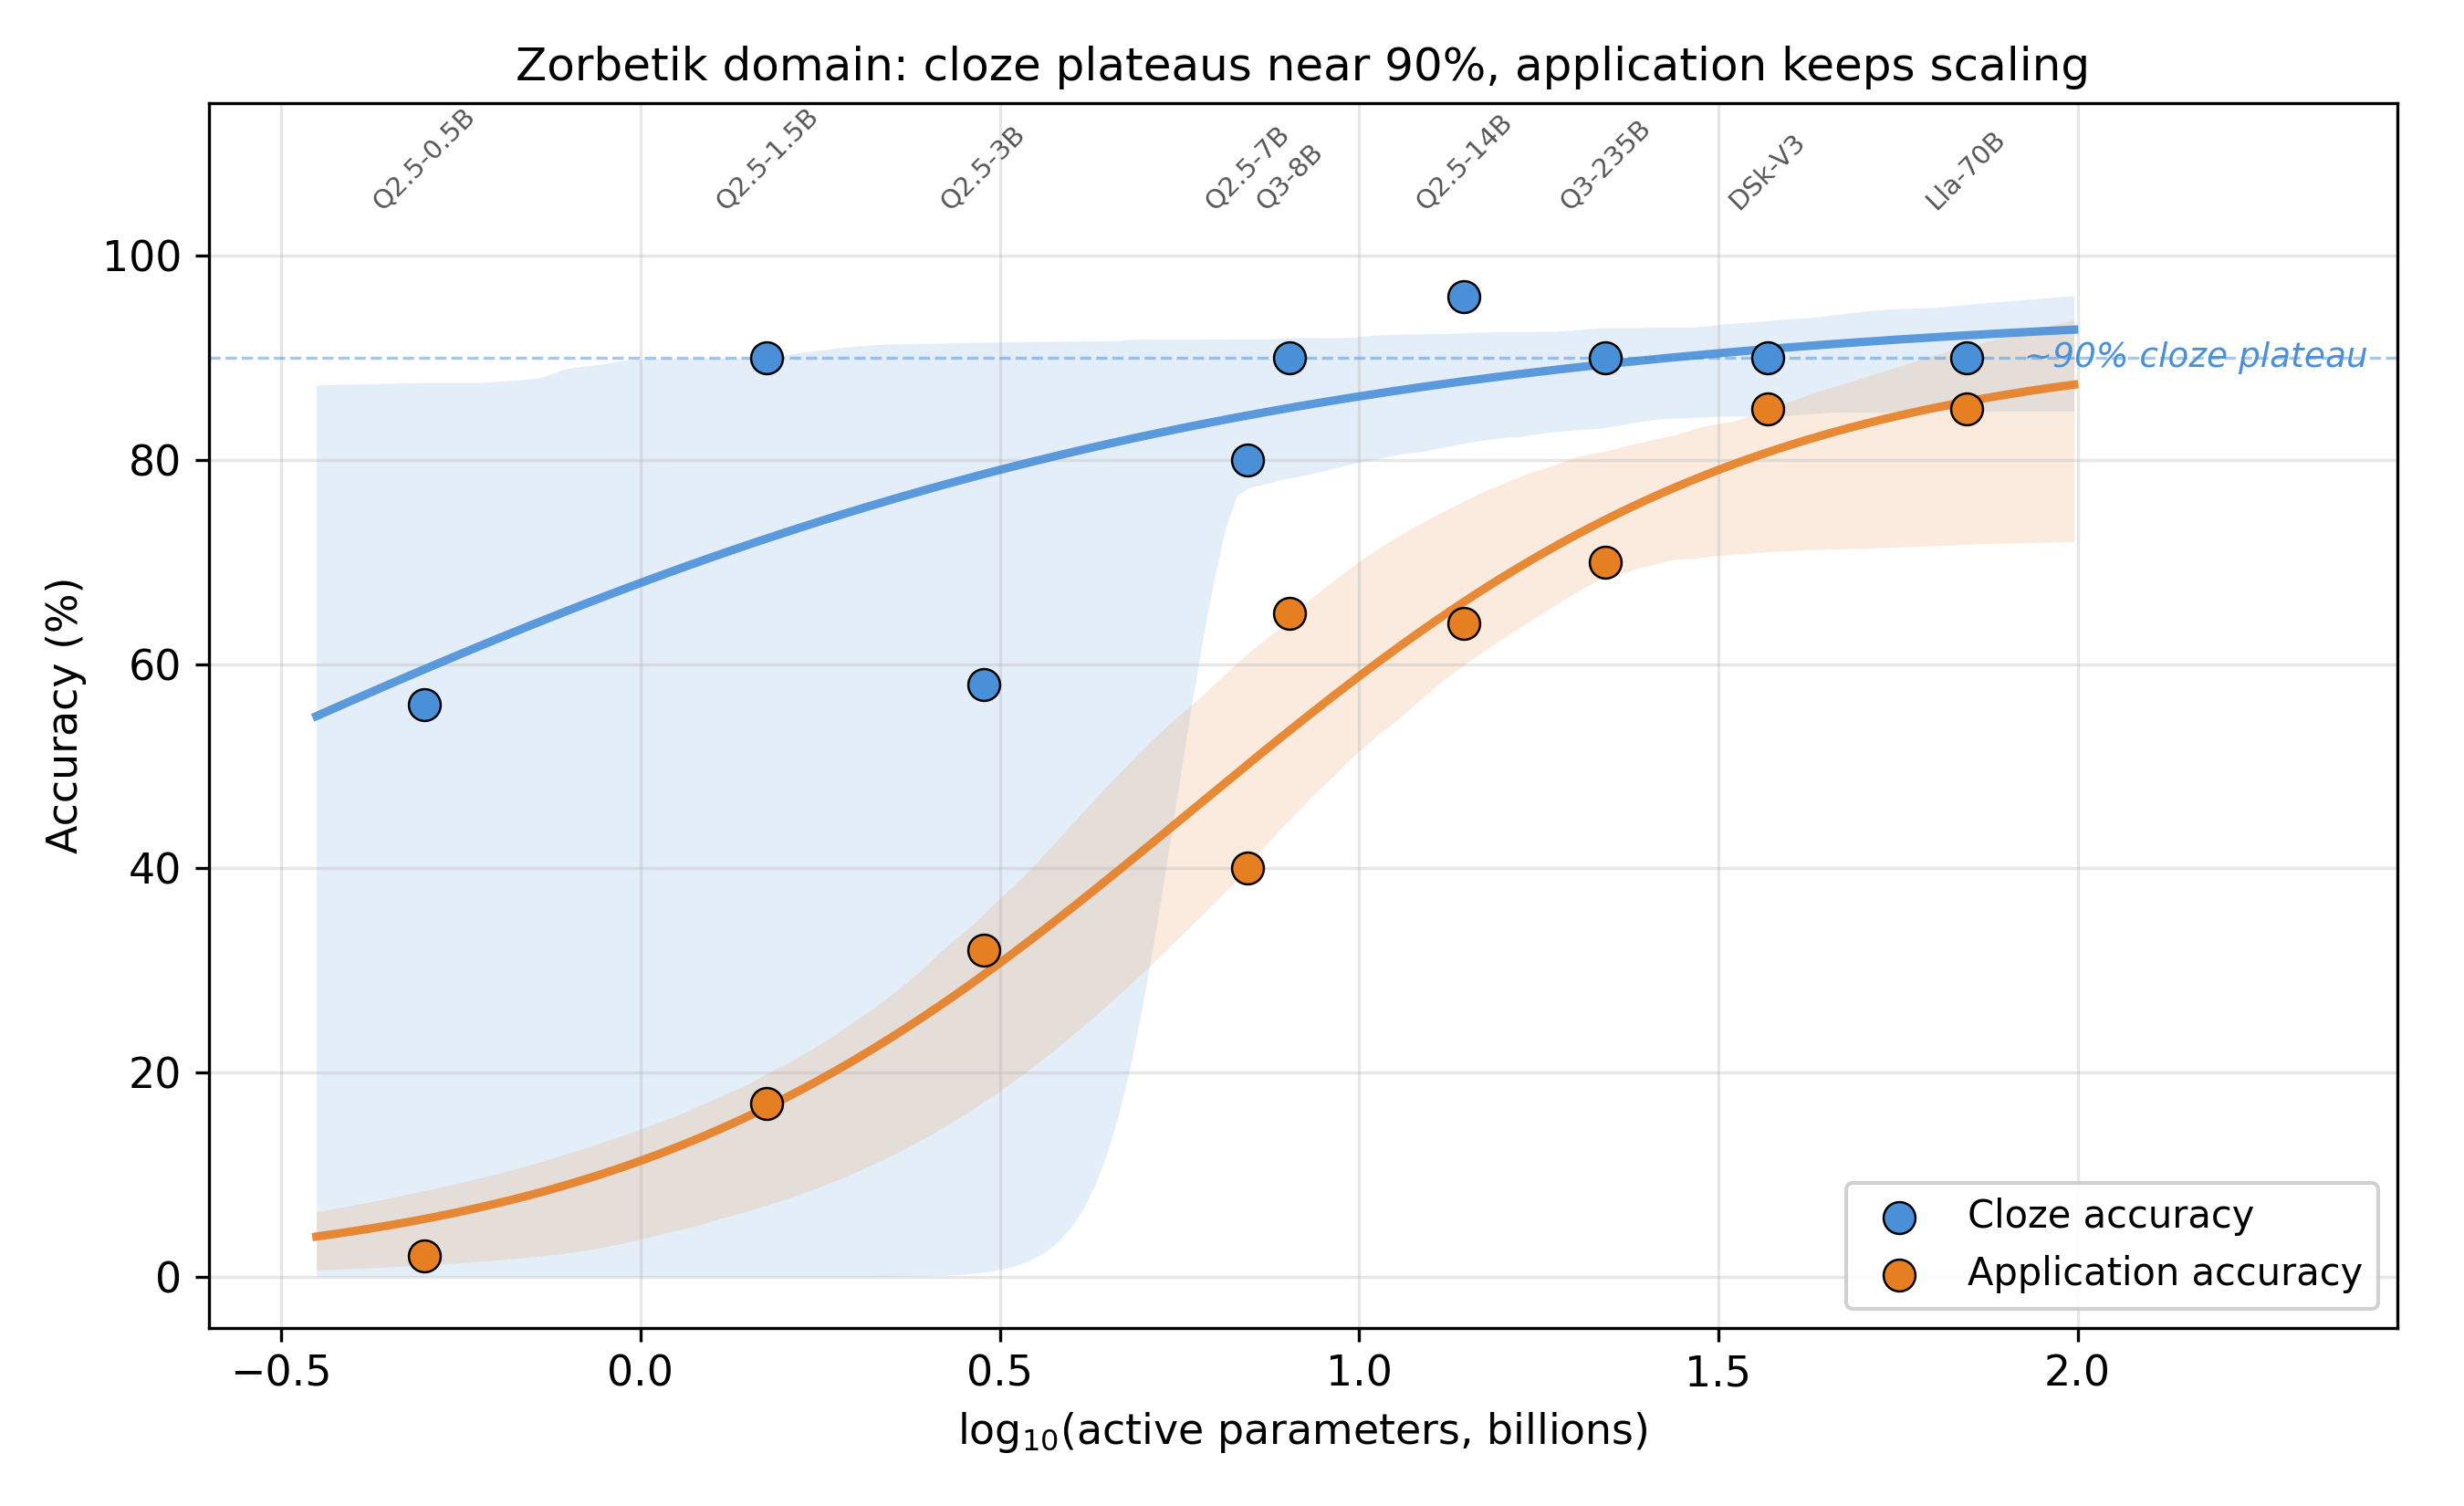 Zorbetik domain: cloze plateaus near 90%, application keeps scaling
Q2.5-0.5B
Q2.5-1.5B
Q2.5-3B
Q2.5-7B
Q3-8B
Q2.5-14B
Q3-235B
DSk-V3
Lla-70B
100
80
60
40
20
0
Accuracy (%)
~90% cloze plateau
Cloze accuracy
Application accuracy
−0.5
0.0
0.5
1.0
1.5
2.0
log₁₀(active parameters, billions)